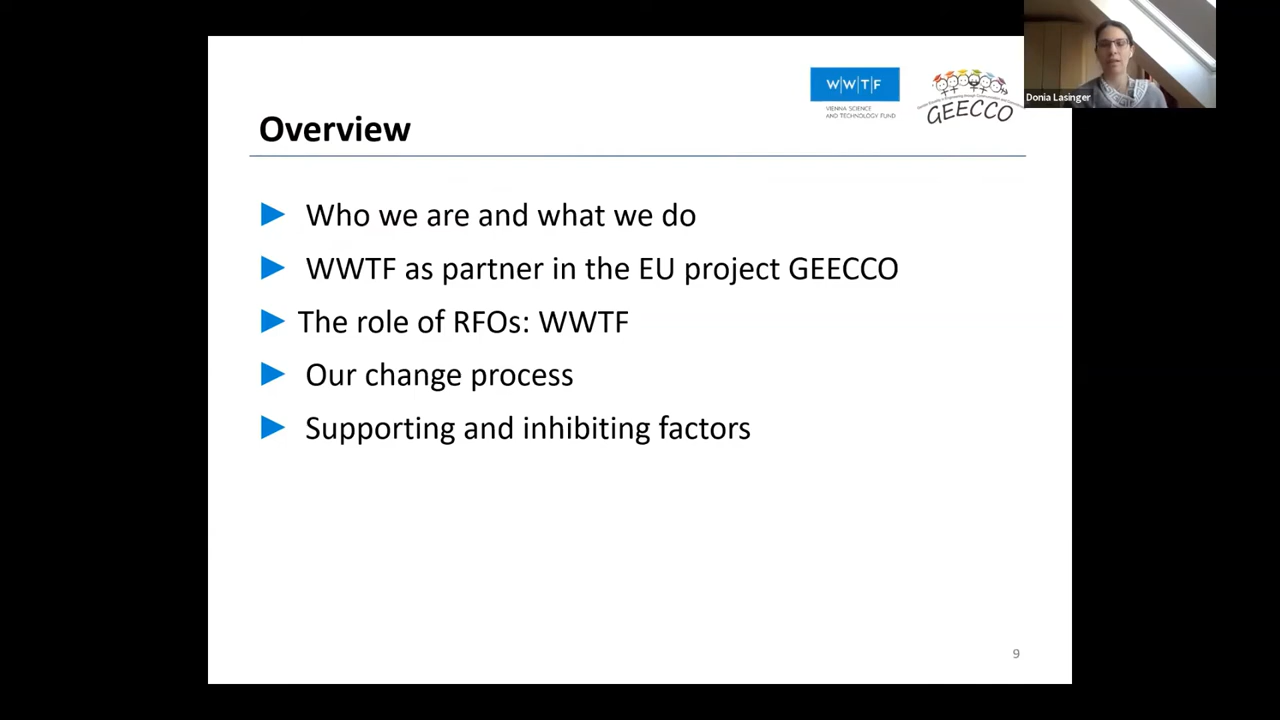 W|W|T|F
VIENNA SCIENCE
AND TECHNOLOGY FUND
GEECCO
Donia Lasinger
Overview
Who we are and what we do
WWTF as partner in the EU project GEECCO
The role of RFOs: WWTF
Our change process
Supporting and inhibiting factors
9